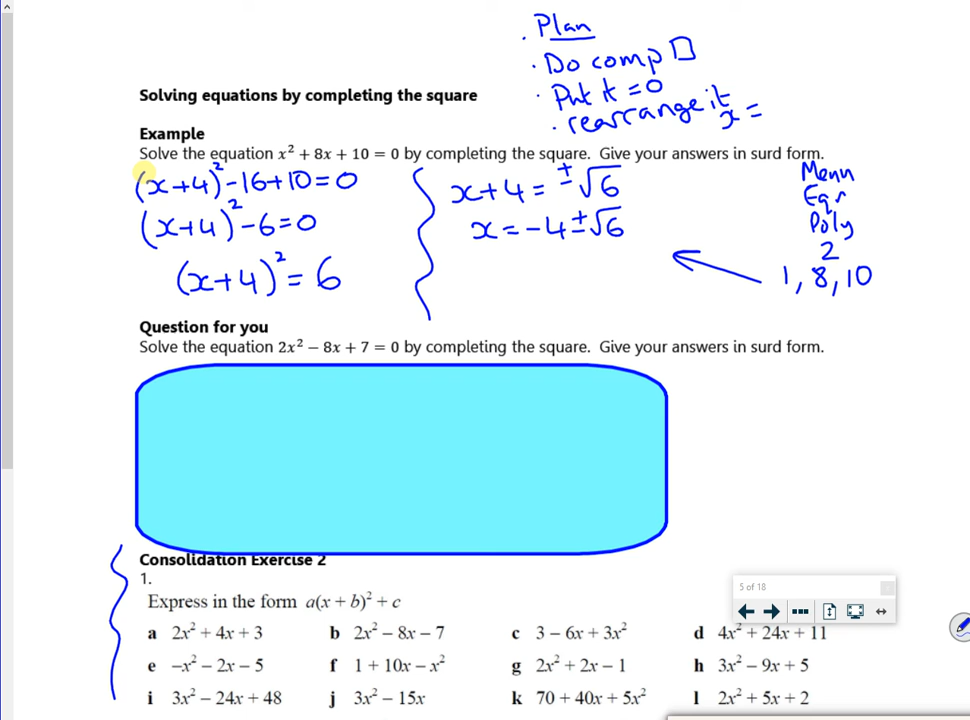 . Plan
. Do comp □
. Put k = 0
. rearrange it x =
Solving equations by completing the square
Example
Solve the equation x² + 8x + 10 = 0 by completing the square. Give your answers in surd form.
(x+4)² -16+10=0
(x+4)² -6=0
(x+4)² = 6
x+4 = ±√6
x = -4±√6
Menu
Eqn
Poly
2
1, 8, 10
Question for you
Solve the equation 2x² − 8x + 7 = 0 by completing the square. Give your answers in surd form.
Consolidation Exercise 2
1.
Express in the form a(x + b)² + c
a 2x² + 4x + 3 b 2x² − 8x − 7 c 3 − 6x + 3x² d 4x² + 24x + 11
e −x² − 2x − 5 f 1 + 10x − x² g 2x² + 2x − 1 h 3x² − 9x + 5
i 3x² − 24x + 48 j 3x² − 15x k 70 + 40x + 5x² l 2x² + 5x + 2
5 of 18